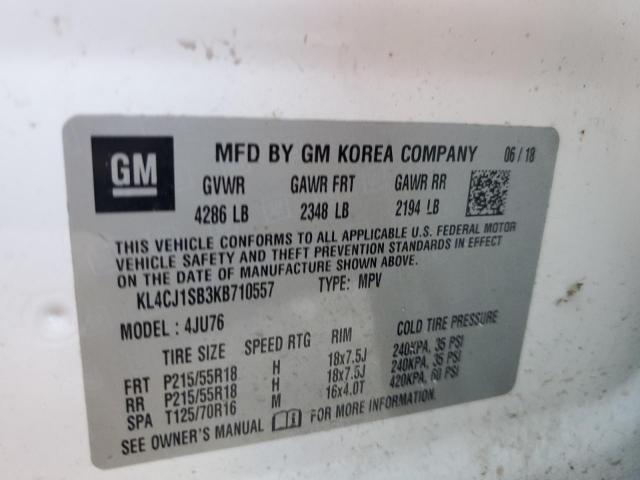 GM MFD BY GM KOREA COMPANY 06/18
GVWR GAWR FRT GAWR RR
4286 LB 2348 LB 2194 LB
THIS VEHICLE CONFORMS TO ALL APPLICABLE U.S. FEDERAL MOTOR
VEHICLE SAFETY AND THEFT PREVENTION STANDARDS IN EFFECT
ON THE DATE OF MANUFACTURE SHOWN ABOVE.
KL4CJ1SB3KB710557 TYPE: MPV
MODEL: 4JU76
TIRE SIZE SPEED RTG RIM COLD TIRE PRESSURE
FRT P215/55R18 H 18x7.5J 240KPA, 35 PSI
RR P215/55R18 H 18x7.5J 240KPA, 35 PSI
SPA T125/70R16 M 16x4.0T 420KPA, 60 PSI
SEE OWNER'S MANUAL FOR MORE INFORMATION.